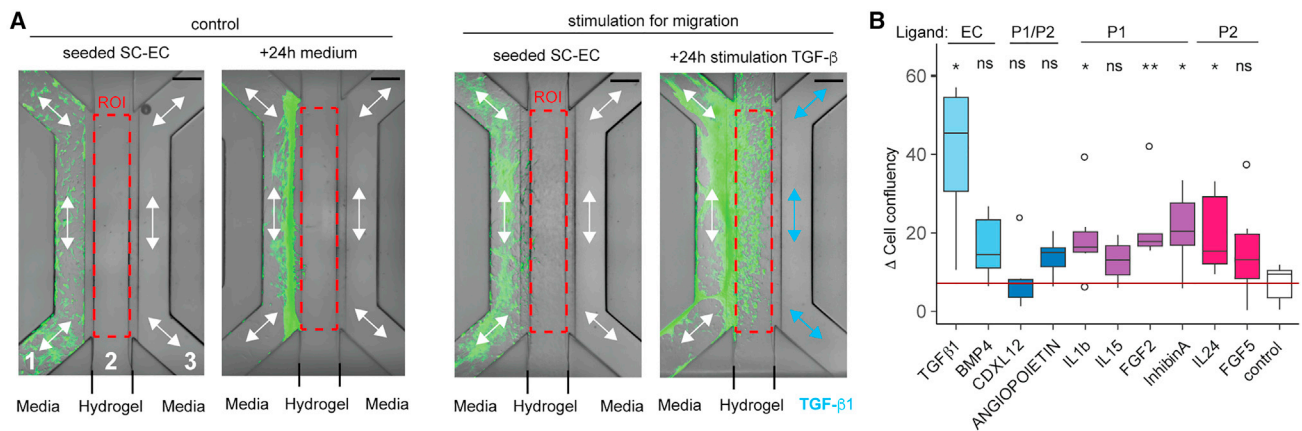 A
control
stimulation for migration
seeded SC-EC
+24h medium
seeded SC-EC
+24h stimulation TGF-β
ROI
ROI
1
2
3
Media
Hydrogel
Media
Media
Hydrogel
Media
Media
Hydrogel
Media
Media
Hydrogel
TGF-β1
B
Ligand:
EC
P1/P2
P1
P2
* ns ns ns * ns ** * * ns
Δ Cell confluency
60
40
20
0
TGFβ1
BMP4
CDXL12
ANGIOPOIETIN
IL1b
IL15
FGF2
InhibinA
IL24
FGF5
control